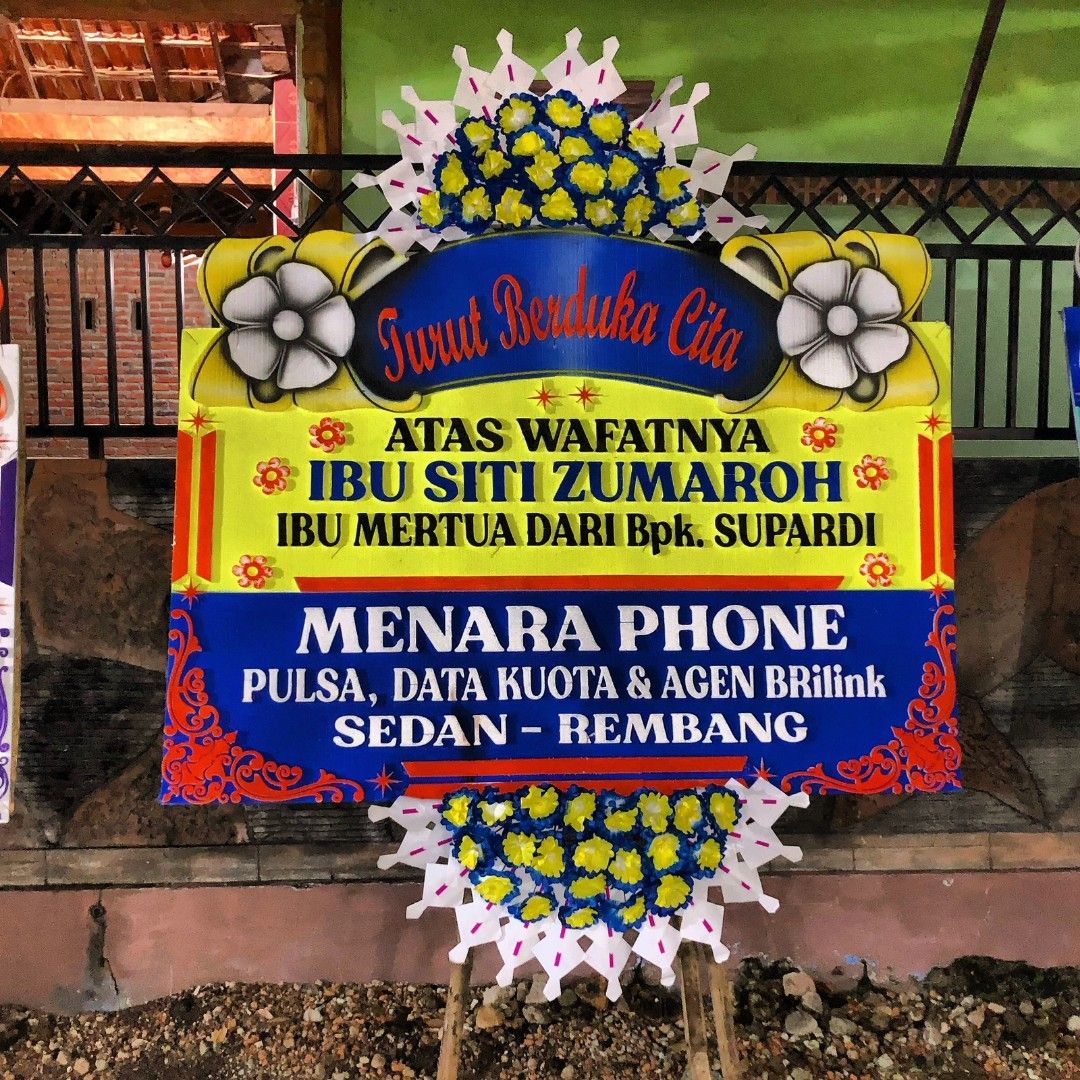 Turut Berduka Cita
ATAS WAFATNYA
IBU SITI ZUMAROH
IBU MERTUA DARI Bpk. SUPARDI
MENARA PHONE
PULSA, DATA KUOTA & AGEN BRilink
SEDAN - REMBANG